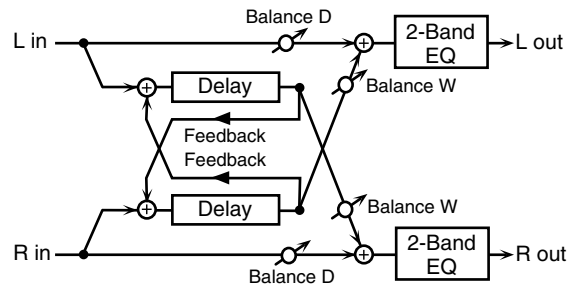 Balance D
L in
2-Band
EQ
L out
Delay
Balance W
Feedback
Feedback
Delay
Balance W
R in
2-Band
EQ
R out
Balance D